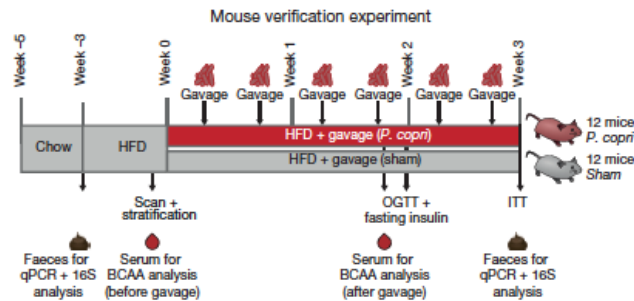 Mouse verification experiment
Week −5
Week −3
Week 0
Week 1
Week 2
Week 3
Gavage Gavage Gavage Gavage Gavage Gavage
Chow
HFD
HFD + gavage (P. copri)
HFD + gavage (sham)
12 mice
P. copri
12 mice
Sham
Scan +
stratification
OGTT +
fasting insulin
ITT
Faeces for
qPCR + 16S
analysis
Serum for
BCAA analysis
(before gavage)
Serum for
BCAA analysis
(after gavage)
Faeces for
qPCR + 16S
analysis